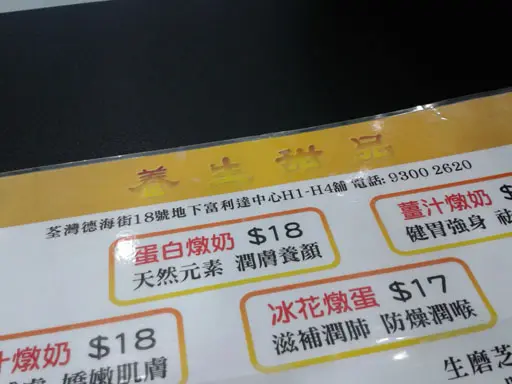 養生甜品
荃灣德海街18號地下富利達中心H1-H4舖 電話: 9300 2620
蛋白燉奶 $18
天然元素 潤膚養顏
薑汁燉奶
健胃強身 祛
冰花燉蛋 $17
滋補潤肺 防燥潤喉
汁燉奶 $18
嬌嫩肌膚
生磨芝